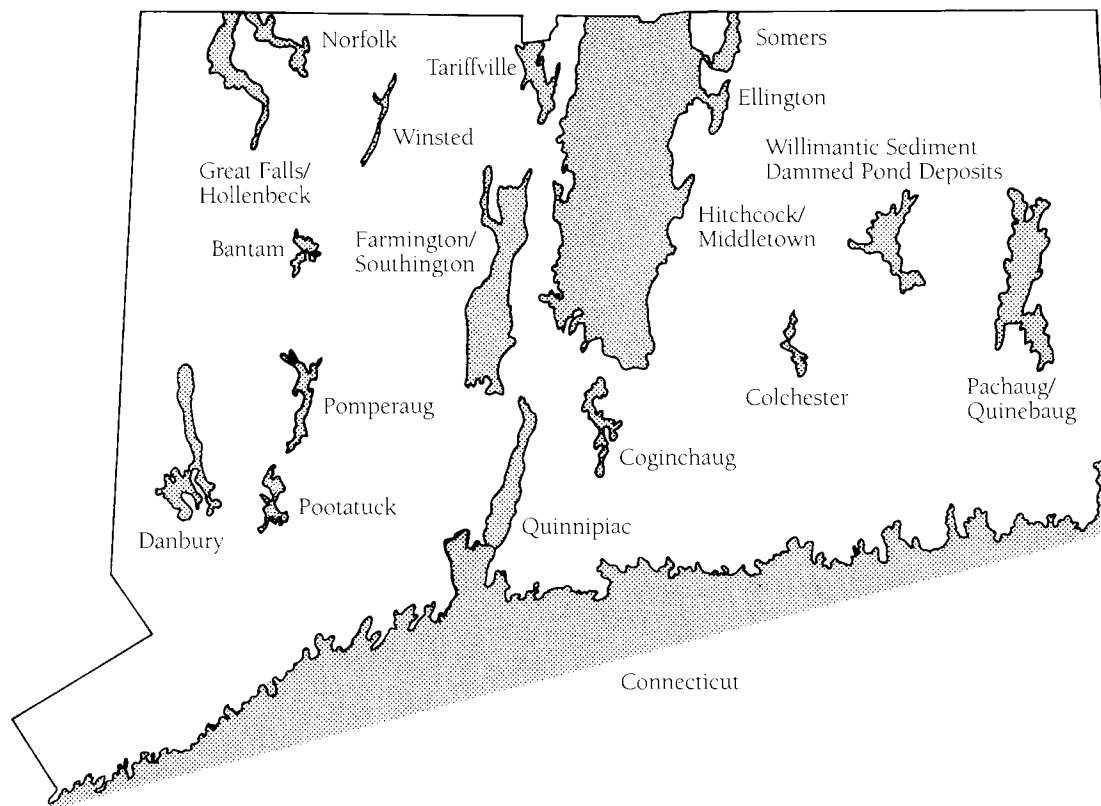 Norfolk
Somers
Tariffville
Ellington
Winsted
Willimantic Sediment
Dammed Pond Deposits
Great Falls/
Hollenbeck
Hitchcock/
Middletown
Bantam
Farmington/
Southington
Colchester
Pachaug/
Quinebaug
Pomperaug
Coginchaug
Pootatuck
Quinnipiac
Danbury
Connecticut